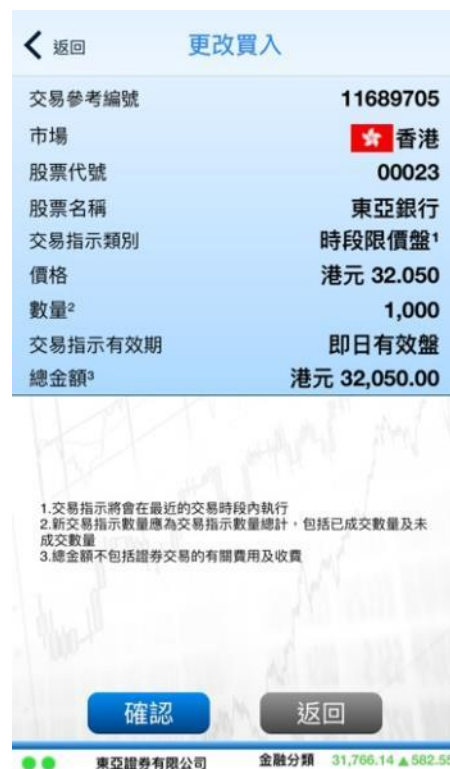 返回 更改買入
交易參考編號 11689705
市場 香港
股票代號 00023
股票名稱 東亞銀行
交易指示類別 時段限價盤¹
價格 港元 32.050
數量² 1,000
交易指示有效期 即日有效盤
總金額³ 港元 32,050.00
1.交易指示將會在最近的交易時段內執行
2.新交易指示數量應為交易指示數量總計，包括已成交數量及未
成交數量
3.總金額不包括證券交易的有關費用及收費
確認 返回
東亞證券有限公司 金融分類 31,766.14 ▲ 582.55